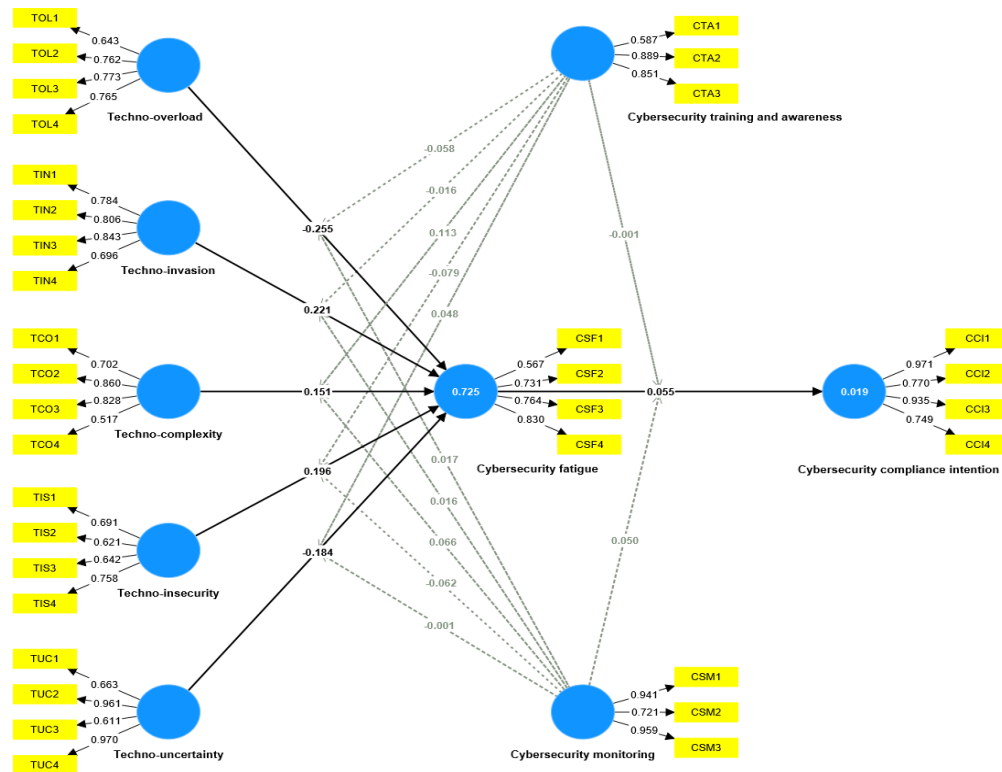 TOL1
0.643
TOL2
0.762
TOL3
0.773
TOL4
0.765
Techno-overload
TIN1
0.784
TIN2
0.806
TIN3
0.843
TIN4
0.696
Techno-invasion
TCO1
0.702
TCO2
0.860
TCO3
0.828
TCO4
0.517
Techno-complexity
TIS1
0.691
TIS2
0.621
TIS3
0.642
TIS4
0.758
Techno-insecurity
TUC1
0.663
TUC2
0.961
TUC3
0.611
TUC4
0.970
Techno-uncertainty
-0.255
0.221
0.151
0.196
-0.184
-0.058
-0.016
0.113
-0.079
0.048
0.017
0.016
0.066
-0.062
-0.001
CTA1
0.587
CTA2
0.889
CTA3
0.851
Cybersecurity training and awareness
-0.001
0.725
CSF1
0.567
CSF2
0.731
CSF3
0.764
CSF4
0.830
Cybersecurity fatigue
0.055
0.050
0.019
CCI1
0.971
CCI2
0.770
CCI3
0.935
CCI4
0.749
Cybersecurity compliance intention
CSM1
0.941
CSM2
0.721
CSM3
0.959
Cybersecurity monitoring